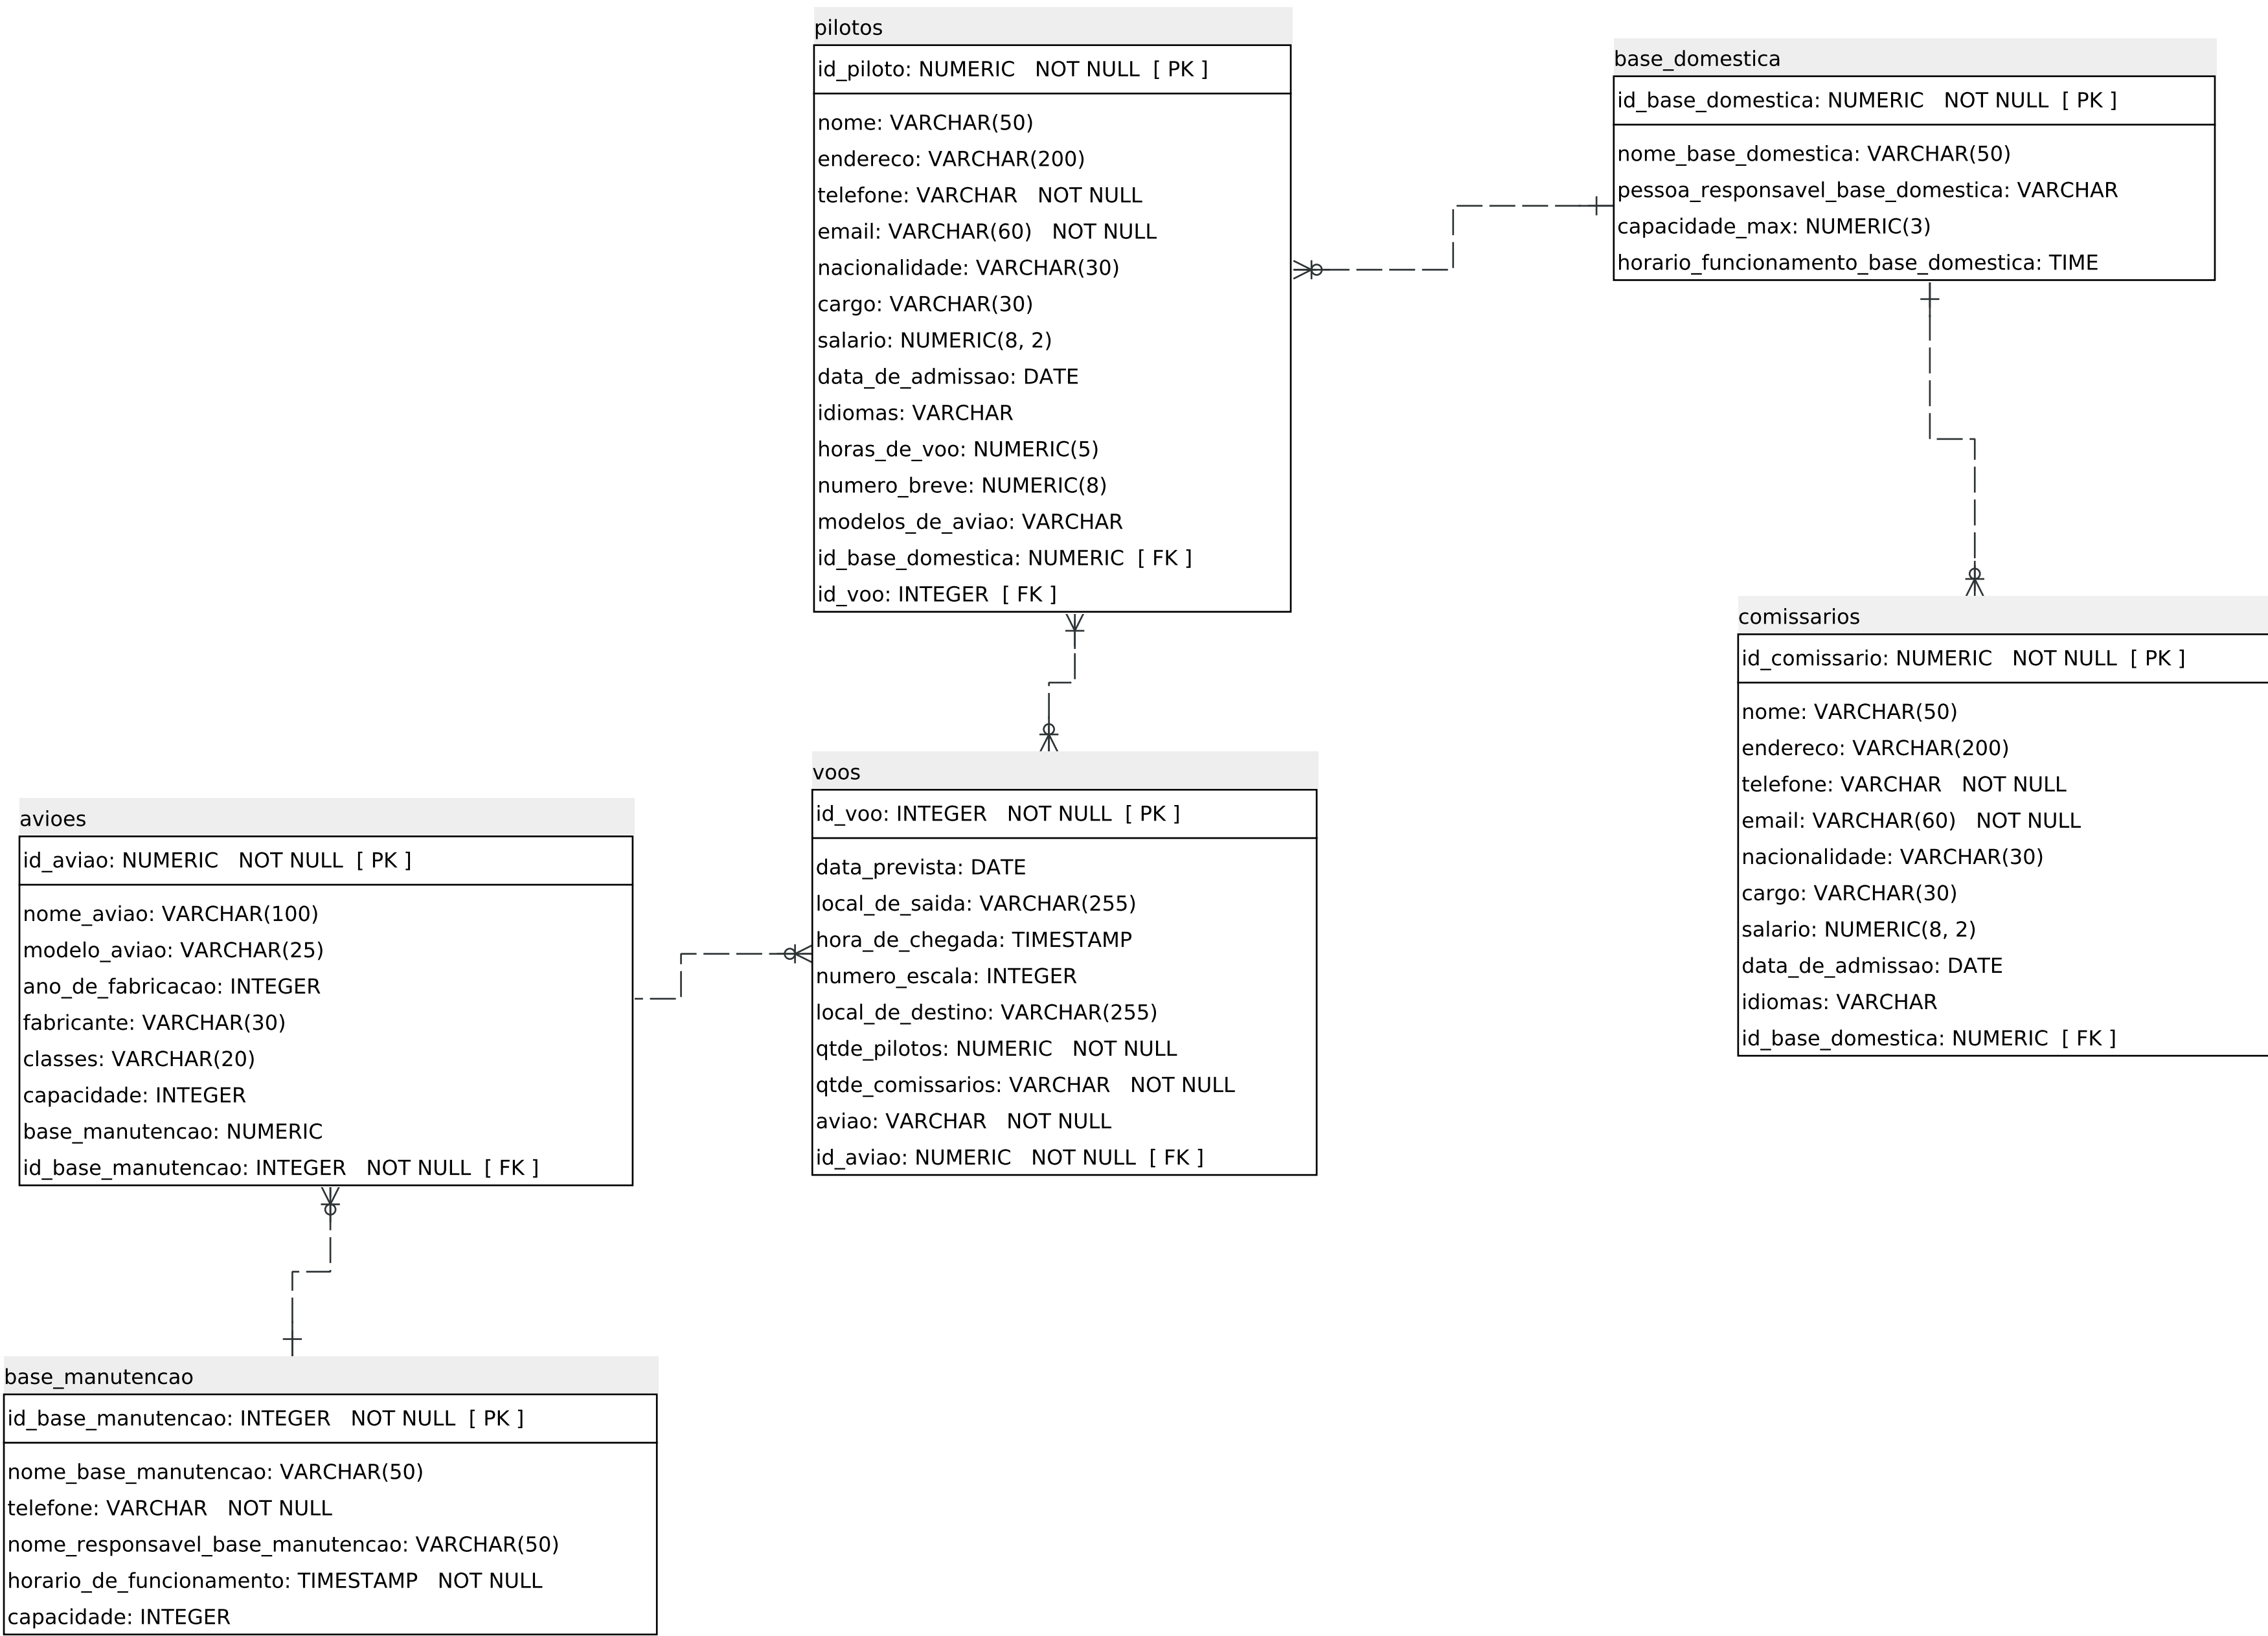 pilotos
id_piloto: NUMERIC NOT NULL [ PK ]
nome: VARCHAR(50)
endereco: VARCHAR(200)
telefone: VARCHAR NOT NULL
email: VARCHAR(60) NOT NULL
nacionalidade: VARCHAR(30)
cargo: VARCHAR(30)
salario: NUMERIC(8, 2)
data_de_admissao: DATE
idiomas: VARCHAR
horas_de_voo: NUMERIC(5)
numero_breve: NUMERIC(8)
modelos_de_aviao: VARCHAR
id_base_domestica: NUMERIC [ FK ]
id_voo: INTEGER [ FK ]
base_domestica
id_base_domestica: NUMERIC NOT NULL [ PK ]
nome_base_domestica: VARCHAR(50)
pessoa_responsavel_base_domestica: VARCHAR
capacidade_max: NUMERIC(3)
horario_funcionamento_base_domestica: TIME
comissarios
id_comissario: NUMERIC NOT NULL [ PK ]
nome: VARCHAR(50)
endereco: VARCHAR(200)
telefone: VARCHAR NOT NULL
email: VARCHAR(60) NOT NULL
nacionalidade: VARCHAR(30)
cargo: VARCHAR(30)
salario: NUMERIC(8, 2)
data_de_admissao: DATE
idiomas: VARCHAR
id_base_domestica: NUMERIC [ FK ]
voos
id_voo: INTEGER NOT NULL [ PK ]
data_prevista: DATE
local_de_saida: VARCHAR(255)
hora_de_chegada: TIMESTAMP
numero_escala: INTEGER
local_de_destino: VARCHAR(255)
qtde_pilotos: NUMERIC NOT NULL
qtde_comissarios: VARCHAR NOT NULL
aviao: VARCHAR NOT NULL
id_aviao: NUMERIC NOT NULL [ FK ]
avioes
id_aviao: NUMERIC NOT NULL [ PK ]
nome_aviao: VARCHAR(100)
modelo_aviao: VARCHAR(25)
ano_de_fabricacao: INTEGER
fabricante: VARCHAR(30)
classes: VARCHAR(20)
capacidade: INTEGER
base_manutencao: NUMERIC
id_base_manutencao: INTEGER NOT NULL [ FK ]
base_manutencao
id_base_manutencao: INTEGER NOT NULL [ PK ]
nome_base_manutencao: VARCHAR(50)
telefone: VARCHAR NOT NULL
nome_responsavel_base_manutencao: VARCHAR(50)
horario_de_funcionamento: TIMESTAMP NOT NULL
capacidade: INTEGER